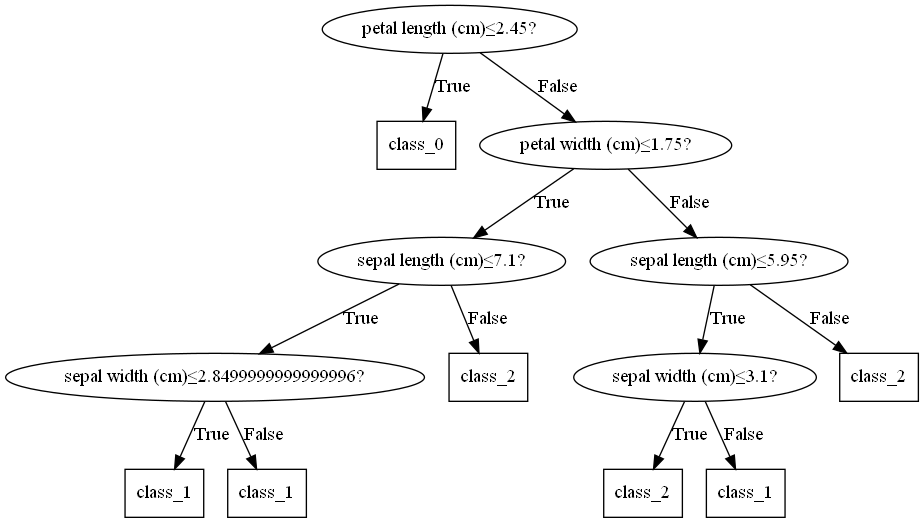 petal length (cm)≤2.45?
True
False
class_0
petal width (cm)≤1.75?
True
False
sepal length (cm)≤7.1?
sepal length (cm)≤5.95?
True
False
True
False
sepal width (cm)≤2.8499999999999996?
class_2
sepal width (cm)≤3.1?
class_2
True
False
True
False
class_1
class_1
class_2
class_1